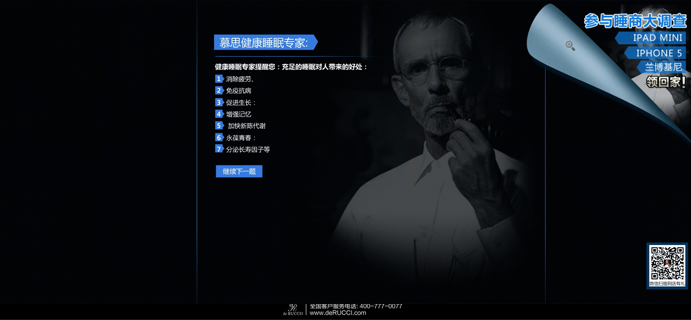 慕思健康睡眠专家:
健康睡眠专家提醒您：充足的睡眠对人带来的好处：
1 消除疲劳、
2 免疫抗病
3 促进生长：
4 增强记忆
5 加快新陈代谢
6 永葆青春：
7 分泌长寿因子等
继续下一题
参与睡商大调查
IPAD MINI
IPHONE 5
兰博基尼
领回家!
de RUCCI
全国客户服务电话: 400-777-0077
www.deRUCCI.com